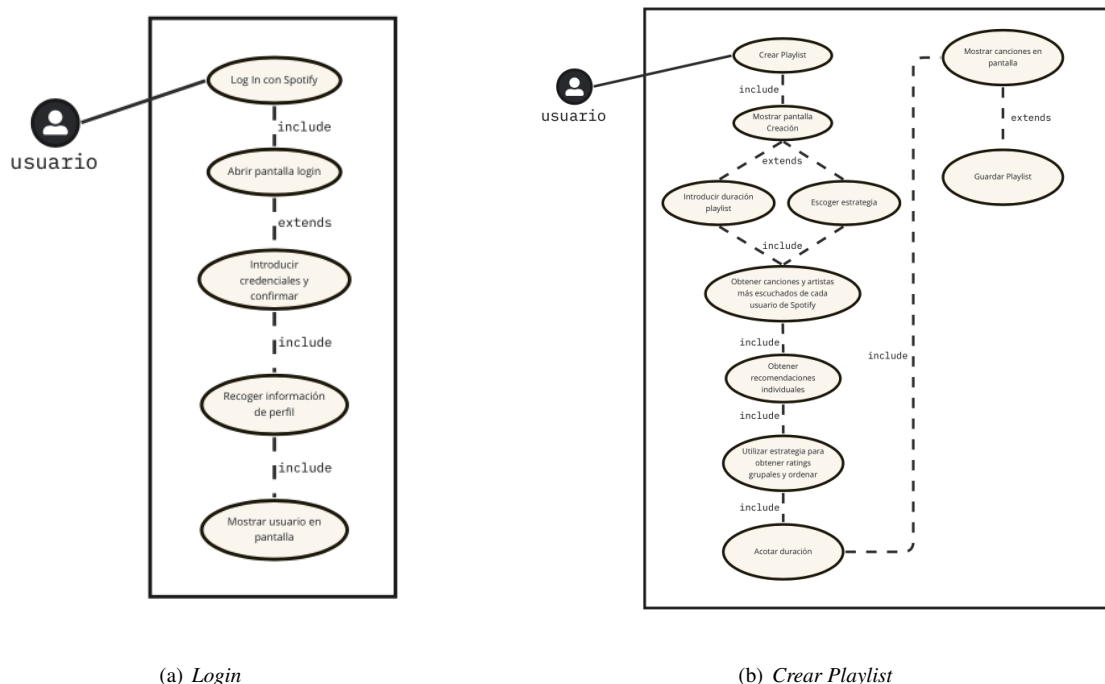 Log In con Spotify
include
usuario
Abrir pantalla login
extends
Introducir
credenciales y
confirmar
include
Recoger información
de perfil
include
Mostrar usuario en
pantalla
(a) Login
Crear Playlist
include
usuario
Mostrar pantalla
Creación
extends
Introducir duración
playlist
Escoger estrategia
include
Obtener canciones y artistas
más escuchados de cada
usuario de Spotify
include
Obtener
recomendaciones
individuales
include
Utilizar estrategia para
obtener ratings
grupales y ordenar
include
Acotar duración
include
Mostrar canciones en
pantalla
extends
Guardar Playlist
(b) Crear Playlist